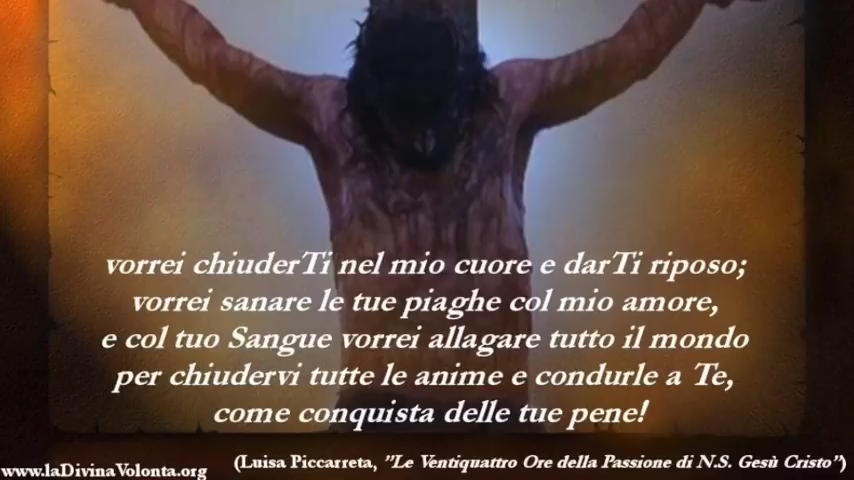 vorrei chiuderTi nel mio cuore e darTi riposo;
vorrei sanare le tue piaghe col mio amore,
e col tuo Sangue vorrei allagare tutto il mondo
per chiudervi tutte le anime e condurle a Te,
come conquista delle tue pene!
(Luisa Piccarreta, "Le Ventiquattro Ore della Passione di N.S. Gesù Cristo")
www.laDivinaVolonta.org